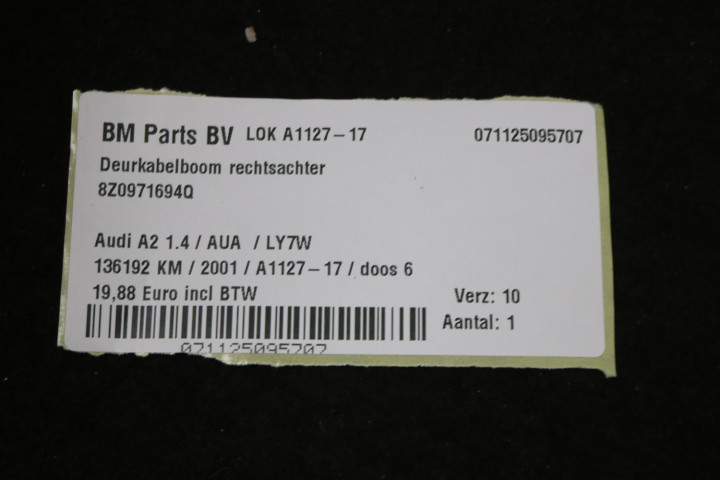 BM Parts BV LOK A1127-17 071125095707
Deurkabelboom rechtsachter
8Z0971694Q
Audi A2 1.4 / AUA / LY7W
136192 KM / 2001 / A1127-17 / doos 6
19,88 Euro incl BTW Verz: 10
Aantal: 1
071125095707